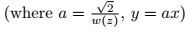 (where $a = \frac{\sqrt{2}}{w(z)}$, $y = ax$)